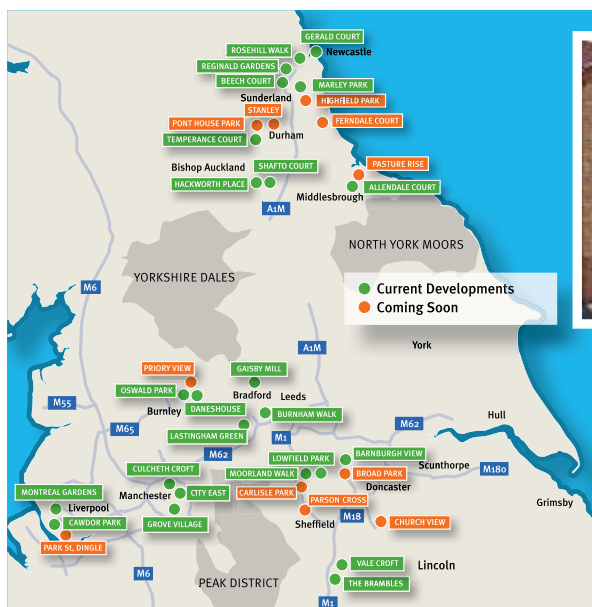 GERALD COURT
ROSEHILL WALK
Newcastle
REGINALD GARDENS
BEECH COURT
MARLEY PARK
Sunderland
HIGHFIELD PARK
STANLEY
PONT HOUSE PARK
FERNDALE COURT
Durham
TEMPERANCE COURT
Bishop Auckland
SHAFTO COURT
PASTURE RISE
HACKWORTH PLACE
ALLENDALE COURT
Middlesbrough
A1M
NORTH YORK MOORS
YORKSHIRE DALES
M6
Current Developments
Coming Soon
A1M
York
PRIORY VIEW
GAISBY MILL
OSWALD PARK
Bradford
Leeds
M55
Burnley
DANESHOUSE
BURNHAM WALK
Hull
M65
LASTINGHAM GREEN
M1
M62
M62
BARNBURGH VIEW
LOWFIELD PARK
Scunthorpe
CULCHETH CROFT
MOORLAND WALK
BROAD PARK
M180
Doncaster
MONTREAL GARDENS
Manchester
CITY EAST
CARLISLE PARK
PARSON CROSS
Grimsby
Liverpool
CAWDOR PARK
GROVE VILLAGE
Sheffield
M18
CHURCH VIEW
PARK St, DINGLE
M6
VALE CROFT
Lincoln
PEAK DISTRICT
THE BRAMBLES
M1